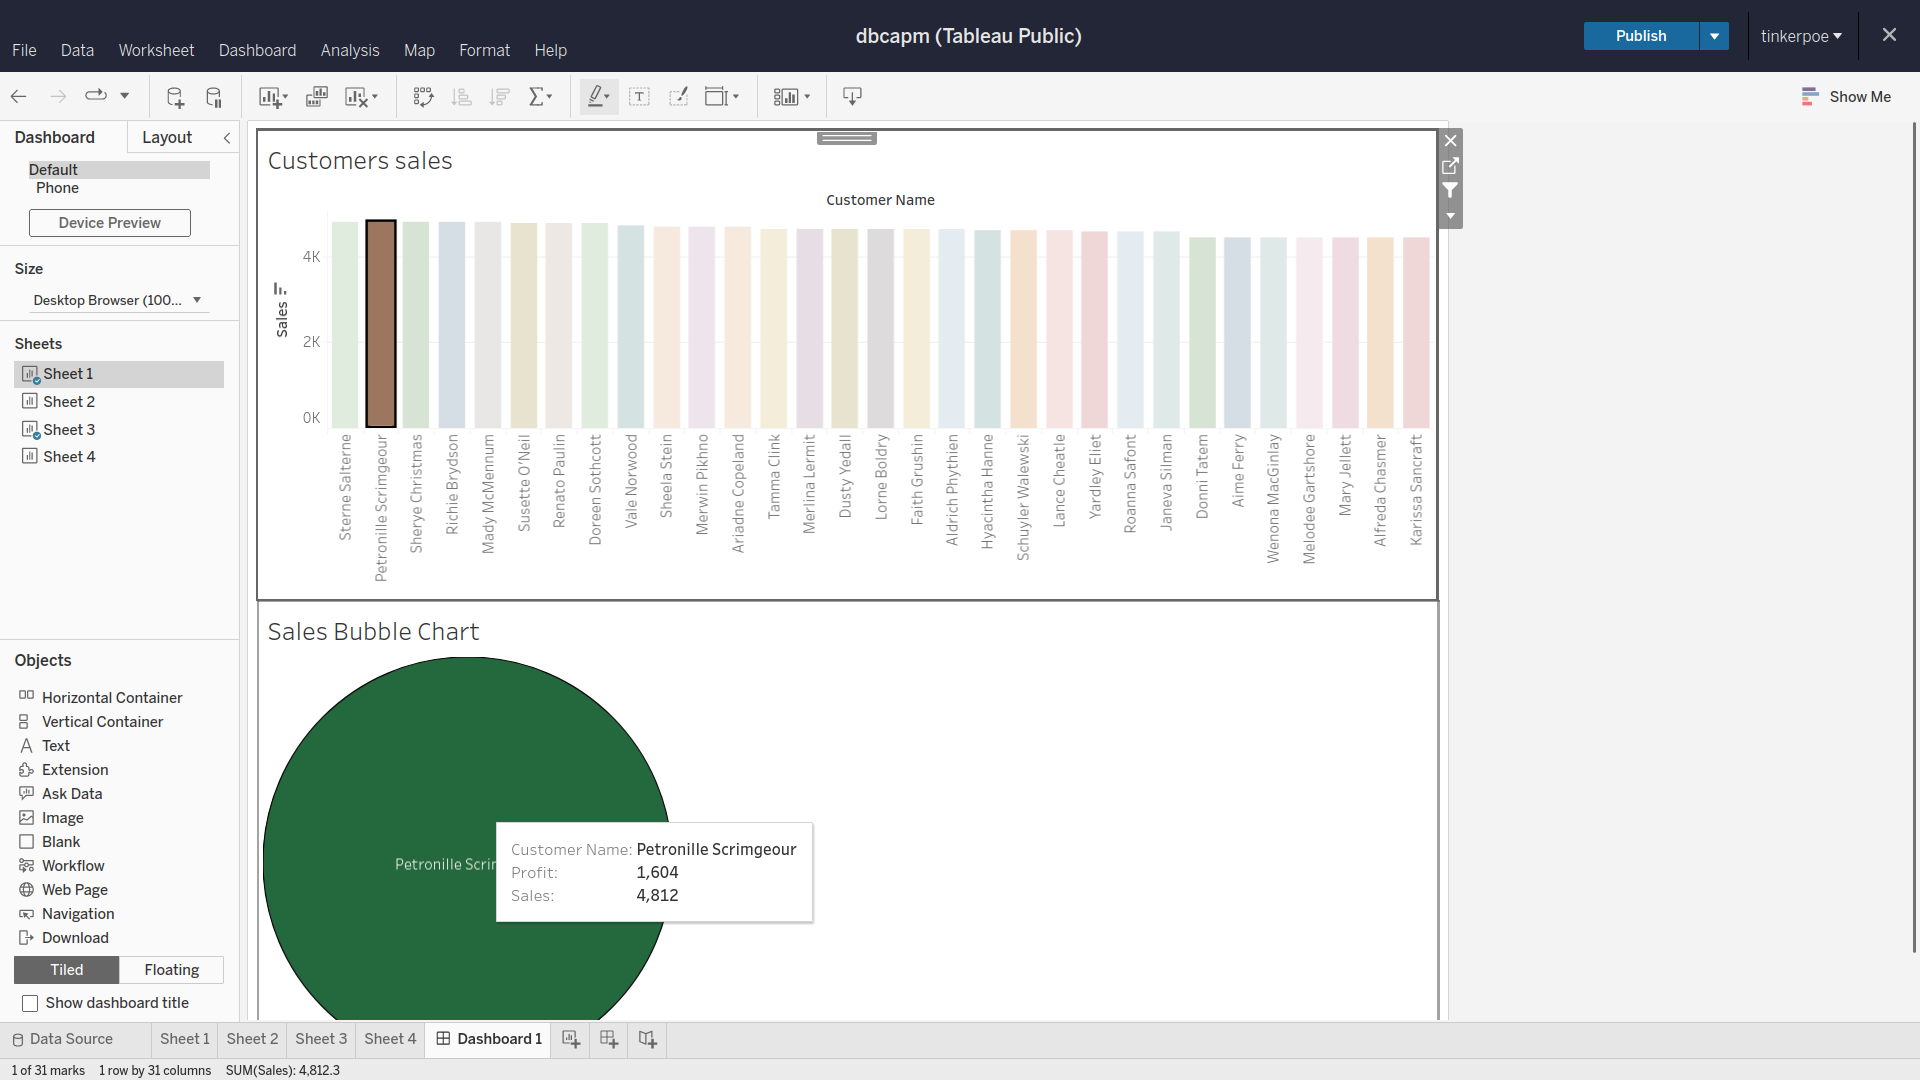 dbcapm (Tableau Public)
Publish
tinkerpoe
File Data Worksheet Dashboard Analysis Map Format Help
Show Me
Dashboard Layout
Default
Phone
Device Preview
Size
Desktop Browser (100...
Sheets
Sheet 1
Sheet 2
Sheet 3
Sheet 4
Objects
Horizontal Container
Vertical Container
Text
Extension
Ask Data
Image
Blank
Workflow
Web Page
Navigation
Download
Tiled Floating
Show dashboard title
Customers sales
Customer Name
Sales
4K
2K
0K
Sterne Salterne
Petronille Scrimgeour
Sherye Christmas
Richie Brydson
Mady McMennum
Susette O'Neil
Renato Paulin
Doreen Sothcott
Vale Norwood
Sheela Stein
Merwin Pikhno
Ariadne Copeland
Tamma Clink
Merlina Lermit
Dusty Yedall
Lorne Boldry
Faith Grushin
Aldrich Phythien
Hyacintha Hanne
Schuyler Walewski
Lance Cheatle
Yardley Eliet
Roanna Safont
Janeva Silman
Donni Tatem
Aime Ferry
Wenona MacGinlay
Melodee Gartshore
Mary Jellett
Alfreda Chasmer
Karissa Sancraft
Sales Bubble Chart
Petronille Scrim
Customer Name: Petronille Scrimgeour
Profit: 1,604
Sales: 4,812
Data Source Sheet 1 Sheet 2 Sheet 3 Sheet 4 Dashboard 1
1 of 31 marks 1 row by 31 columns SUM(Sales): 4,812.3